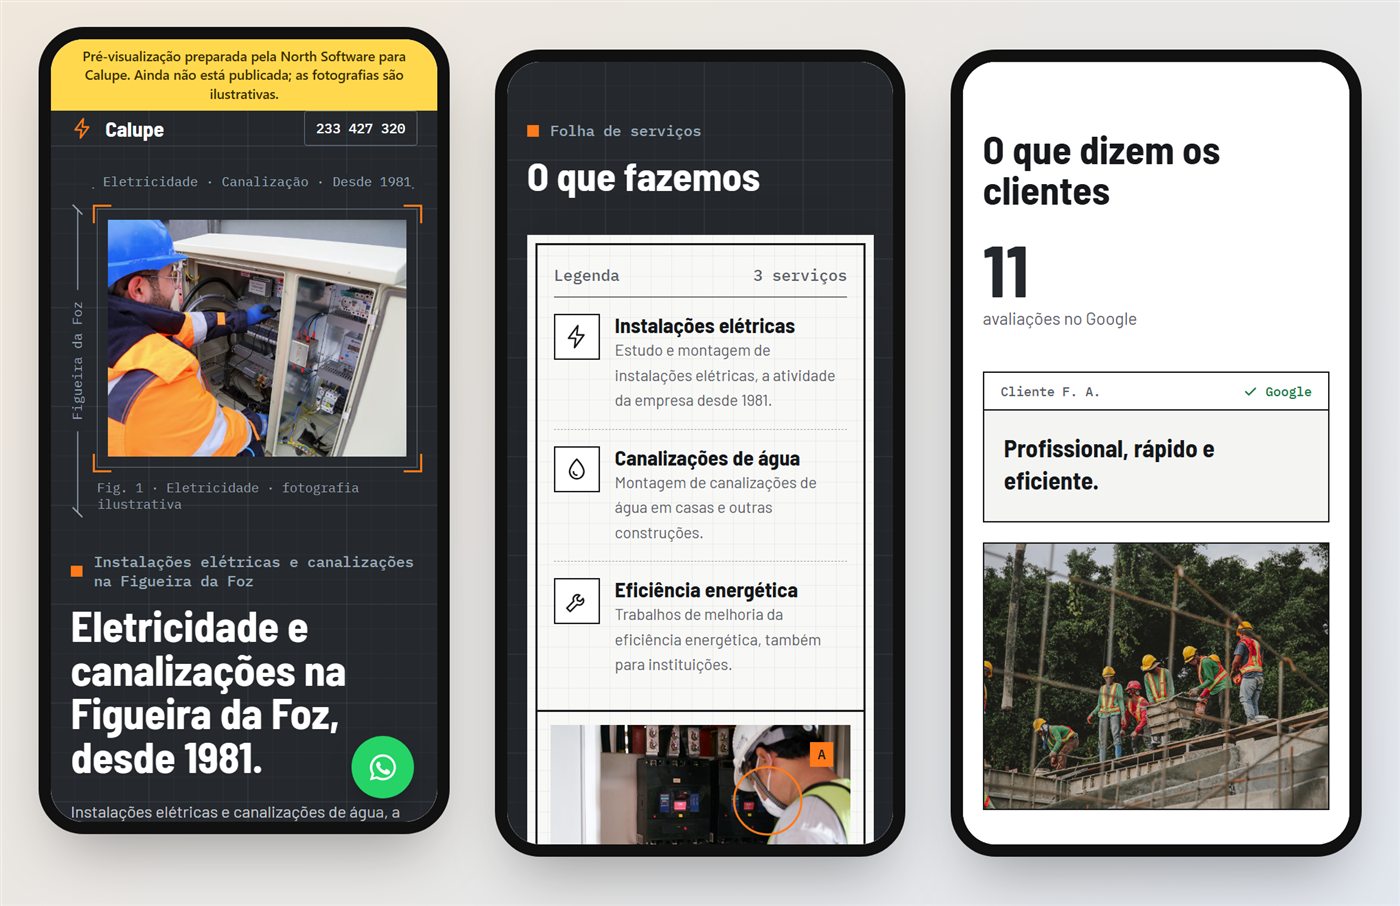 Pré-visualização preparada pela North Software para
Calupe. Ainda não está publicada; as fotografias são
ilustrativas.
Calupe
233 427 320
Eletricidade · Canalização · Desde 1981
Figueira da Foz
Fig. 1 · Eletricidade · fotografia
ilustrativa
Instalações elétricas e canalizações
na Figueira da Foz
Eletricidade e
canalizações na
Figueira da Foz,
desde 1981.
Instalações elétricas e canalizações de água, a
Folha de serviços
O que fazemos
Legenda
3 serviços
Instalações elétricas
Estudo e montagem de
instalações elétricas, a atividade
da empresa desde 1981.
Canalizações de água
Montagem de canalizações de
água em casas e outras
construções.
Eficiência energética
Trabalhos de melhoria da
eficiência energética, também
para instituições.
A
O que dizem os
clientes
11
avaliações no Google
Cliente F. A.
Google
Profissional, rápido e
eficiente.